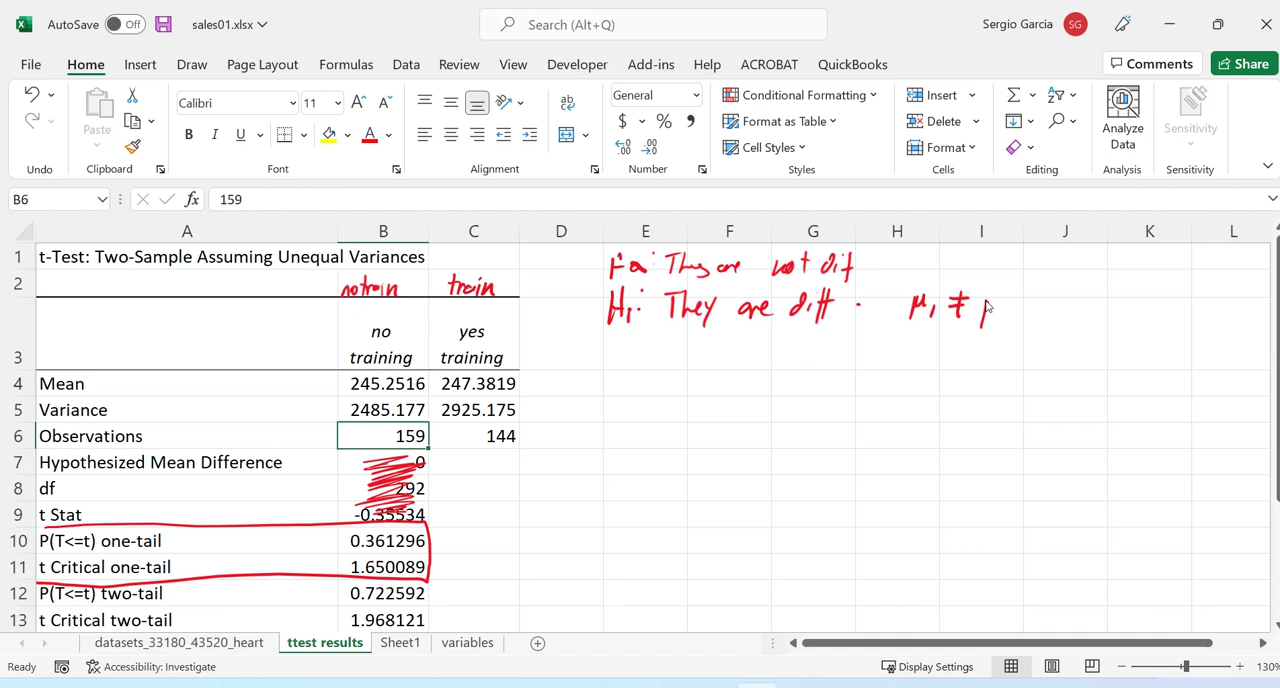 AutoSave Off sales01.xlsx Search (Alt+Q) Sergio Garcia SG
File Home Insert Draw Page Layout Formulas Data Review View Developer Add-ins Help ACROBAT QuickBooks Comments Share
Calibri 11 General Conditional Formatting Insert
Paste B I U Format as Table Delete Analyze Data Sensitivity
Cell Styles Format
Undo Clipboard Font Alignment Number Styles Cells Editing Analysis Sensitivity
B6 fx 159
A B C D E F G H I J K L
1 t-Test: Two-Sample Assuming Unequal Variances
They are not dif
2 notrain train
H1: They are diff. μ1 ≠
3 no training yes training
4 Mean 245.2516 247.3819
5 Variance 2485.177 2925.175
6 Observations 159 144
7 Hypothesized Mean Difference 0
8 df 292
9 t Stat -0.35534
10 P(T<=t) one-tail 0.361296
11 t Critical one-tail 1.650089
12 P(T<=t) two-tail 0.722592
13 t Critical two-tail 1.968121
datasets_33180_43520_heart ttest results Sheet1 variables
Ready Accessibility: Investigate Display Settings 130%